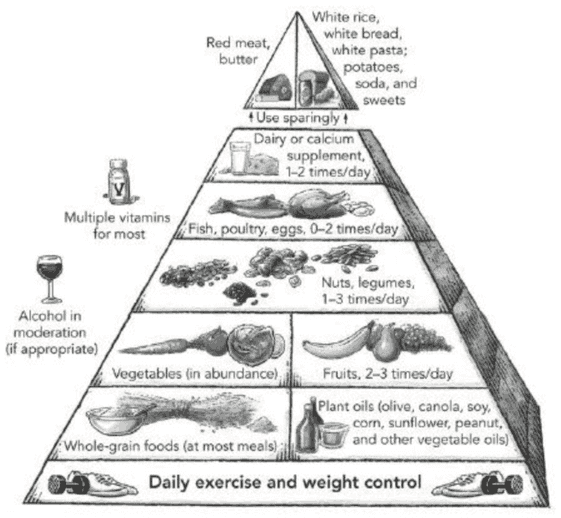 Red meat,
butter
White rice,
white bread,
white pasta;
potatoes,
soda, and
sweets
Use sparingly
Dairy or calcium
supplement,
1–2 times/day
V
Multiple vitamins
for most
Fish, poultry, eggs, 0–2 times/day
Nuts, legumes,
1–3 times/day
Alcohol in
moderation
(if appropriate)
Vegetables (in abundance)
Fruits, 2–3 times/day
Whole-grain foods (at most meals)
Plant oils (olive, canola, soy,
corn, sunflower, peanut,
and other vegetable oils)
Daily exercise and weight control